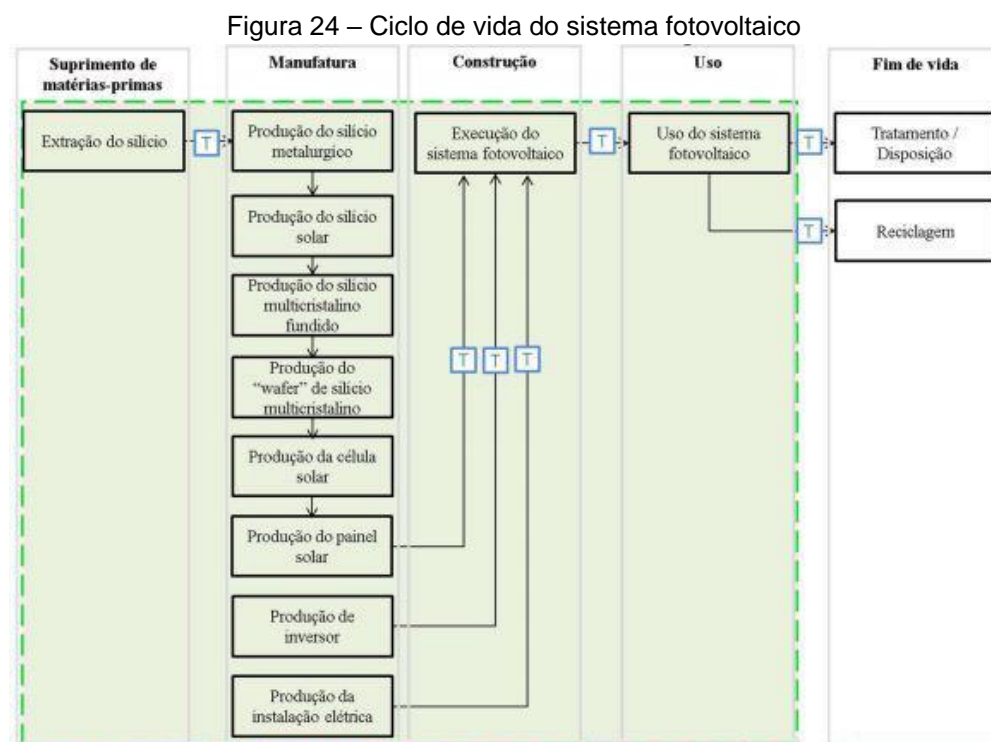 Figura 24 – Ciclo de vida do sistema fotovoltaico
Suprimento de
matérias-primas
Manufatura
Construção
Uso
Fim de vida
Extração do silício
T
Produção do silício
metalurgico
Execução do
sistema fotovoltaico
T
Uso do sistema
fotovoltaico
T
Tratamento /
Disposição
Produção do silício
solar
T
Reciclagem
Produção do silício
multicristalino
fundido
Produção do
“wafer” de silício
multicristalino
T
T
T
Produção da célula
solar
Produção do painel
solar
Produção de
inversor
Produção da
instalação elétrica